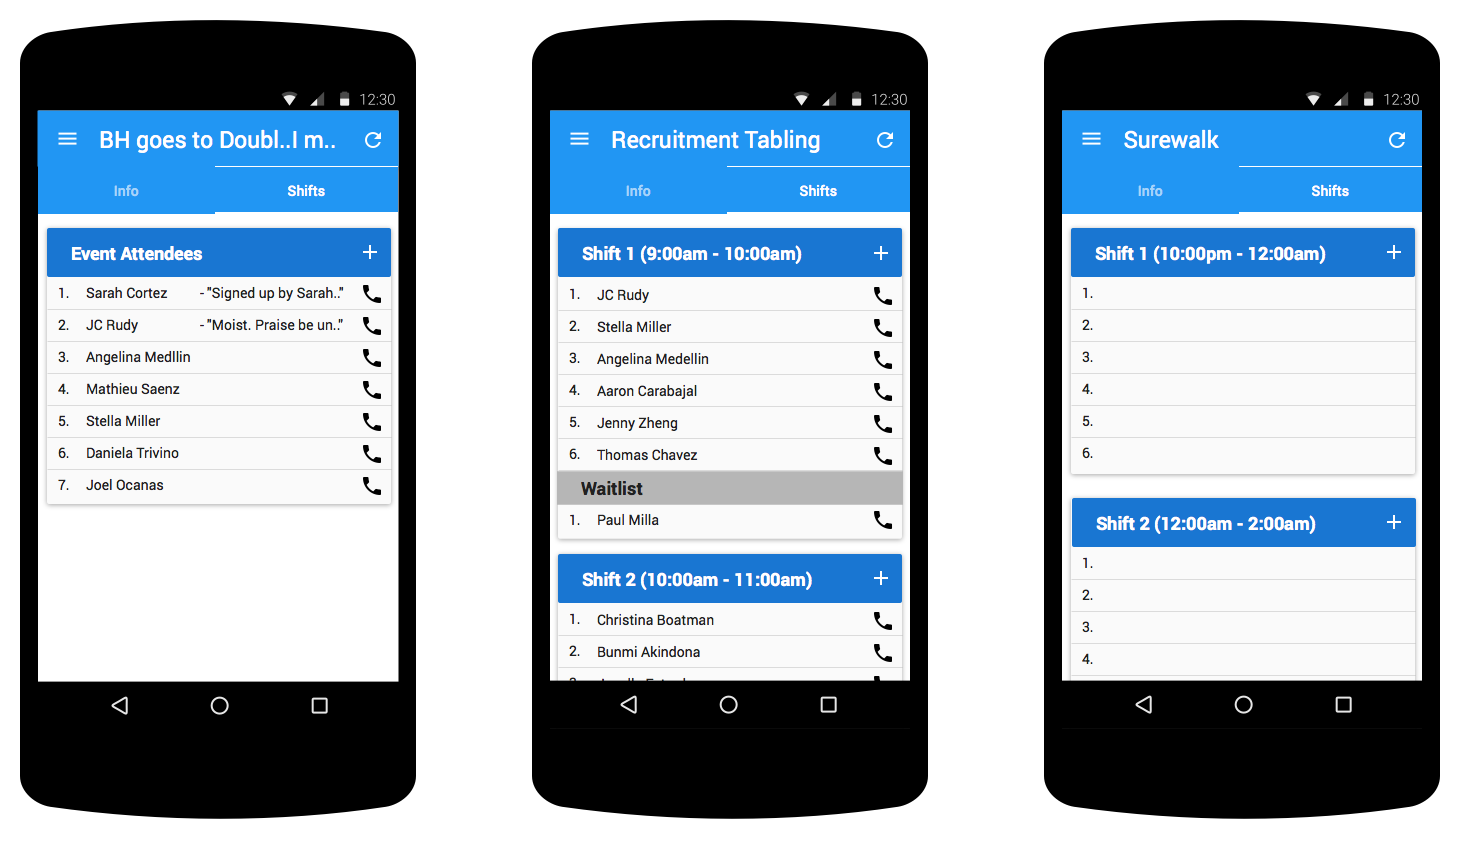 12:30
BH goes to Doubl..I m..
Info Shifts
Event Attendees +
1. Sarah Cortez - "Signed up by Sarah.."
2. JC Rudy - "Moist. Praise be un.."
3. Angelina Medllin
4. Mathieu Saenz
5. Stella Miller
6. Daniela Trivino
7. Joel Ocanas
12:30
Recruitment Tabling
Info Shifts
Shift 1 (9:00am - 10:00am) +
1. JC Rudy
2. Stella Miller
3. Angelina Medellin
4. Aaron Carabajal
5. Jenny Zheng
6. Thomas Chavez
Waitlist
1. Paul Milla
Shift 2 (10:00am - 11:00am) +
1. Christina Boatman
2. Bunmi Akindona
12:30
Surewalk
Info Shifts
Shift 1 (10:00pm - 12:00am) +
1.
2.
3.
4.
5.
6.
Shift 2 (12:00am - 2:00am) +
1.
2.
3.
4.